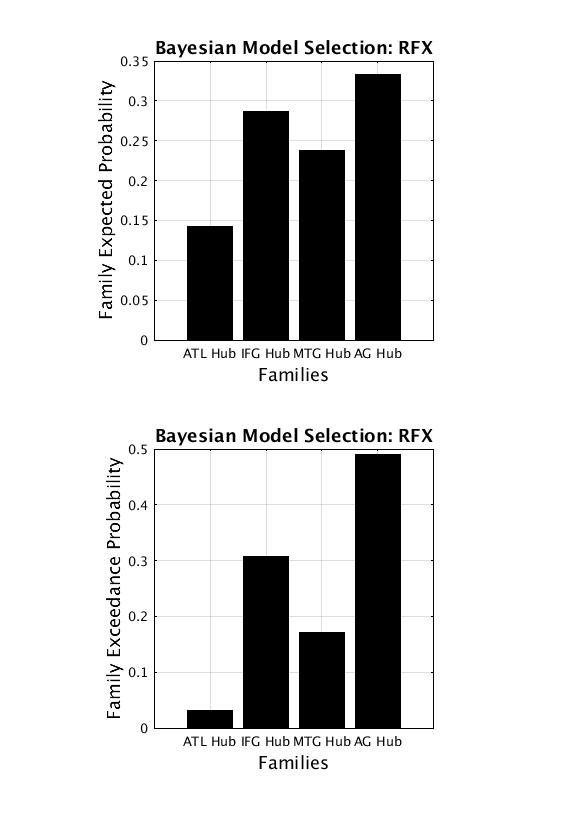 Bayesian Model Selection: RFX
0.35
0.3
0.25
0.2
0.15
0.1
0.05
0
Family Expected Probability
ATL Hub IFG Hub MTG Hub AG Hub
Families
Bayesian Model Selection: RFX
0.5
0.4
0.3
0.2
0.1
0
Family Exceedance Probability
ATL Hub IFG Hub MTG Hub AG Hub
Families